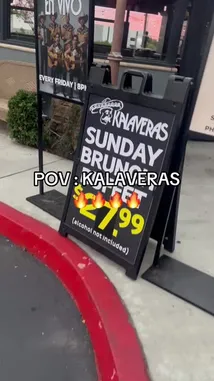 EN VIVO
EVERY FRIDAY | 8PM
KALAVERAS
SUNDAY
BRUNCH
$27.99
(alcohol not included)
POV : KALAVERAS
🔥🔥🔥🔥